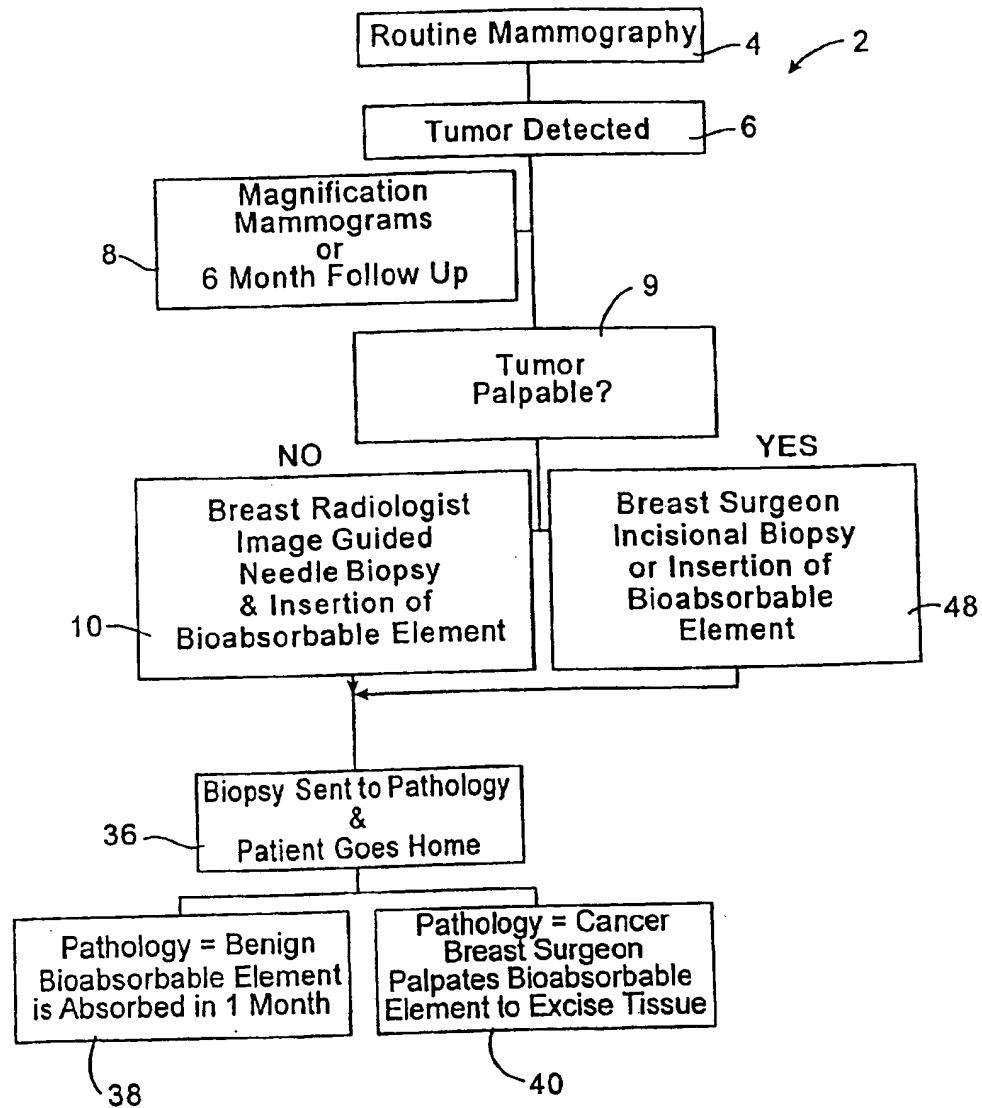 Routine Mammography
4
2
Tumor Detected
6
Magnification
Mammograms
or
6 Month Follow Up
8
9
Tumor
Palpable?
NO
YES
Breast Radiologist
Image Guided
Needle Biopsy
& Insertion of
Bioabsorbable Element
10
Breast Surgeon
Incisional Biopsy
or Insertion of
Bioabsorbable
Element
48
Biopsy Sent to Pathology
&
Patient Goes Home
36
Pathology = Benign
Bioabsorbable Element
is Absorbed in 1 Month
38
Pathology = Cancer
Breast Surgeon
Palpates Bioabsorbable
Element to Excise Tissue
40